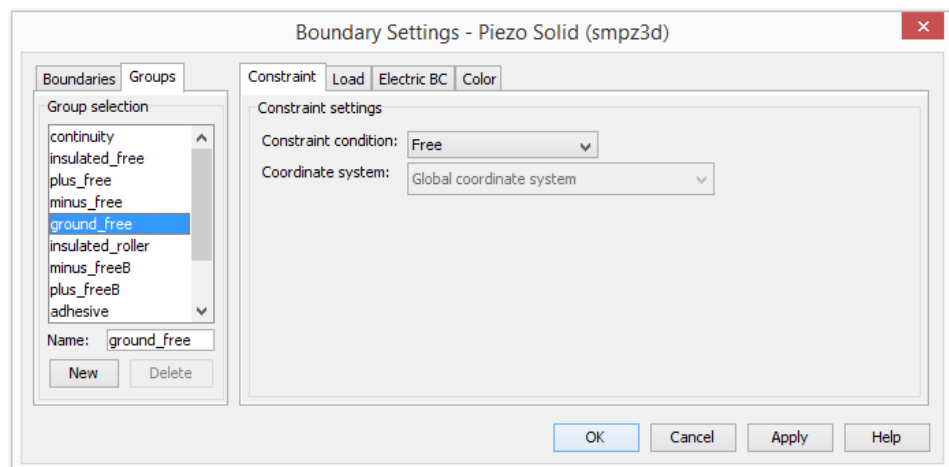 Boundary Settings - Piezo Solid (smpz3d)
Boundaries Groups
Group selection
continuity
insulated_free
plus_free
minus_free
ground_free
insulated_roller
minus_freeB
plus_freeB
adhesive
Name: ground_free
New Delete
Constraint Load Electric BC Color
Constraint settings
Constraint condition: Free
Coordinate system: Global coordinate system
OK Cancel Apply Help